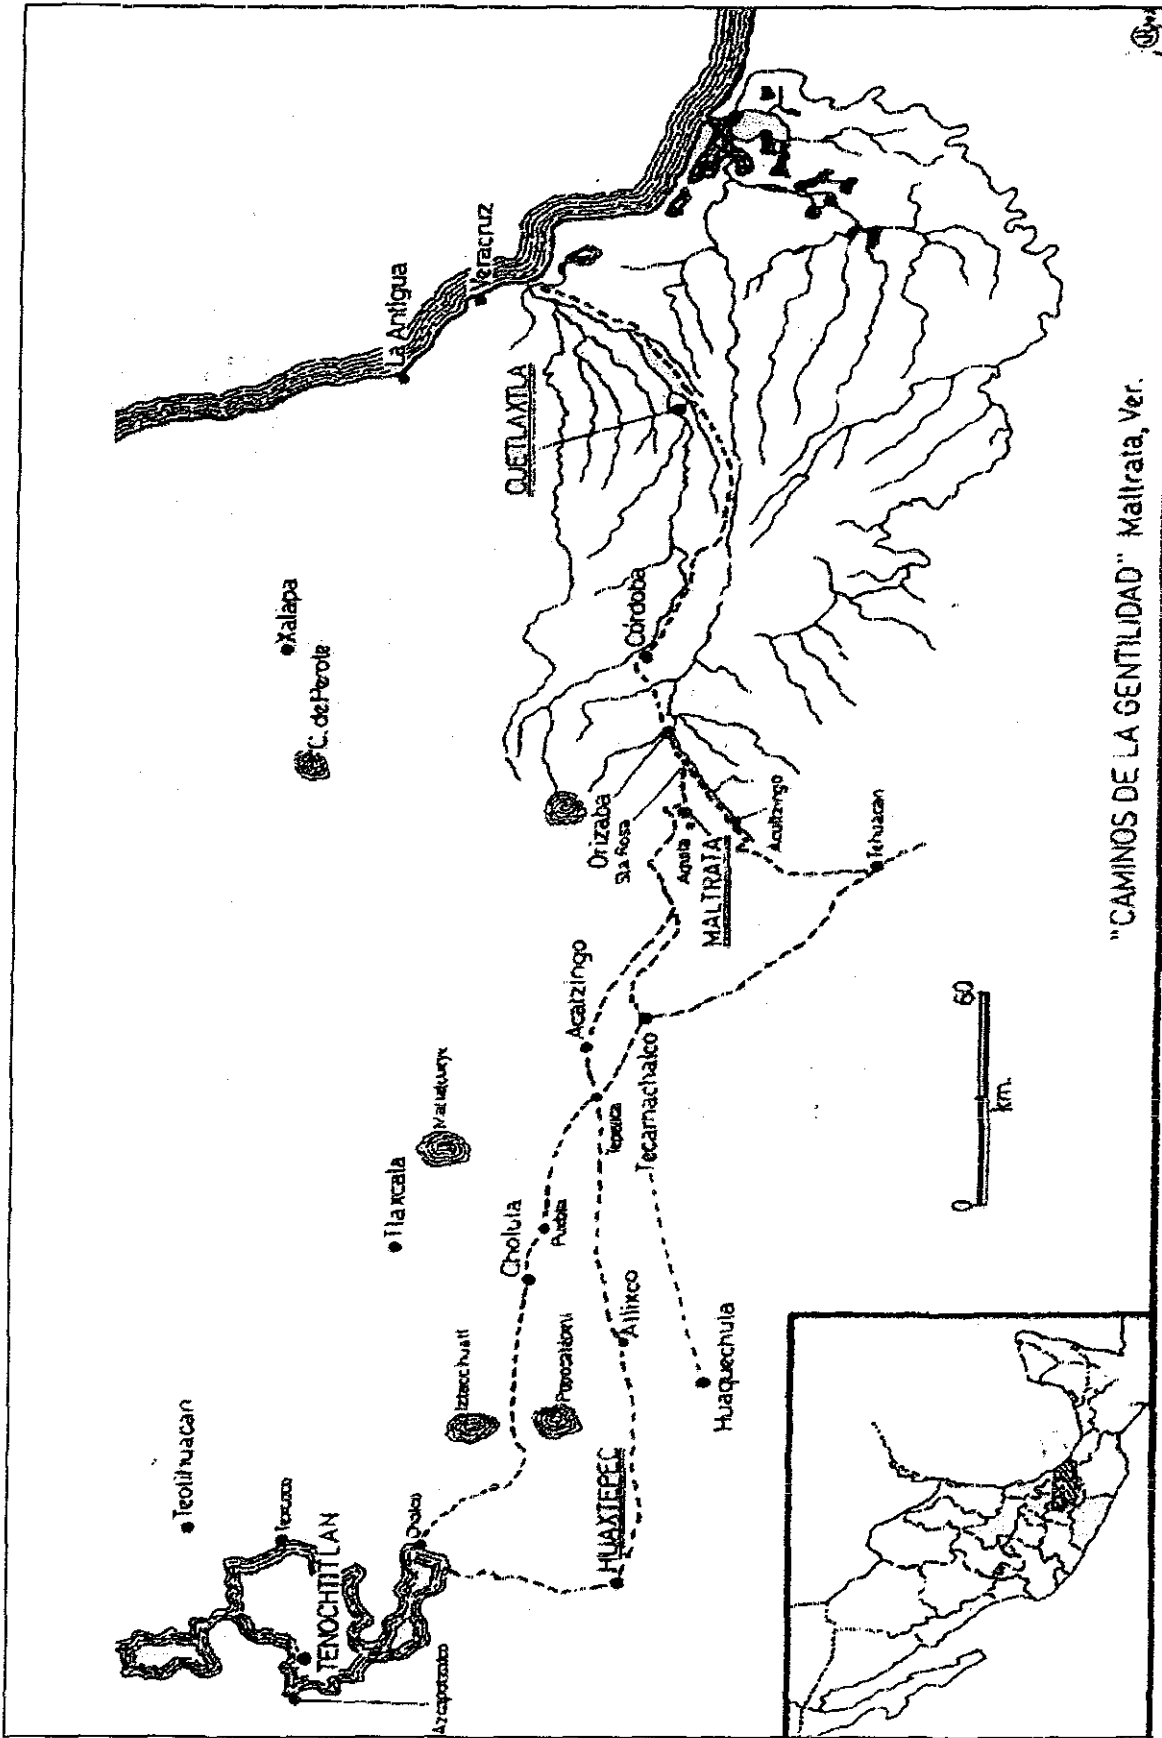 Teotihuacan
Texcoco
TENOCHTITLAN
Azcapotzalco
Chalco
Iztacchuatl
Popocatépetl
HUAXTEPEC
Tlaxcala
Cholula
Puebla
Atlixco
Huaquechula
Tepeaca
Acatzingo
Tecamachalco
Xalapa
C. de Perote
La Antigua
Veracruz
CUETLAXTLA
Córdoba
Orizaba
Sta Rosa
MALTRATA
Acultzingo
Tehuacan
0 60
km.
"CAMINOS DE LA GENTILIDAD" Maltrata, Ver.